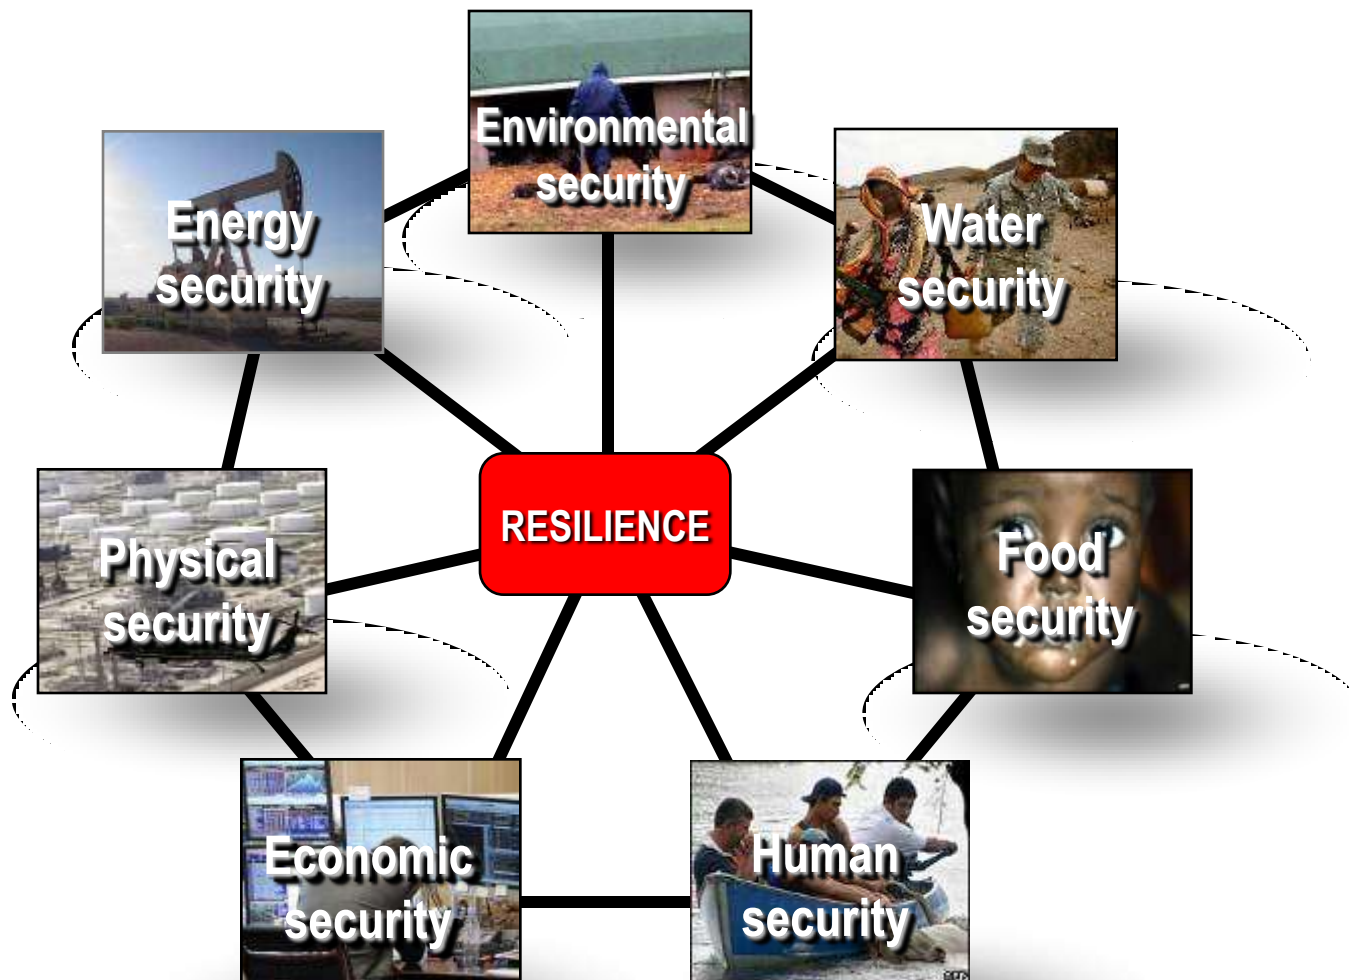 Environmental
security
Energy
security
Water
security
RESILIENCE
Physical
security
Food
security
Economic
security
Human
security